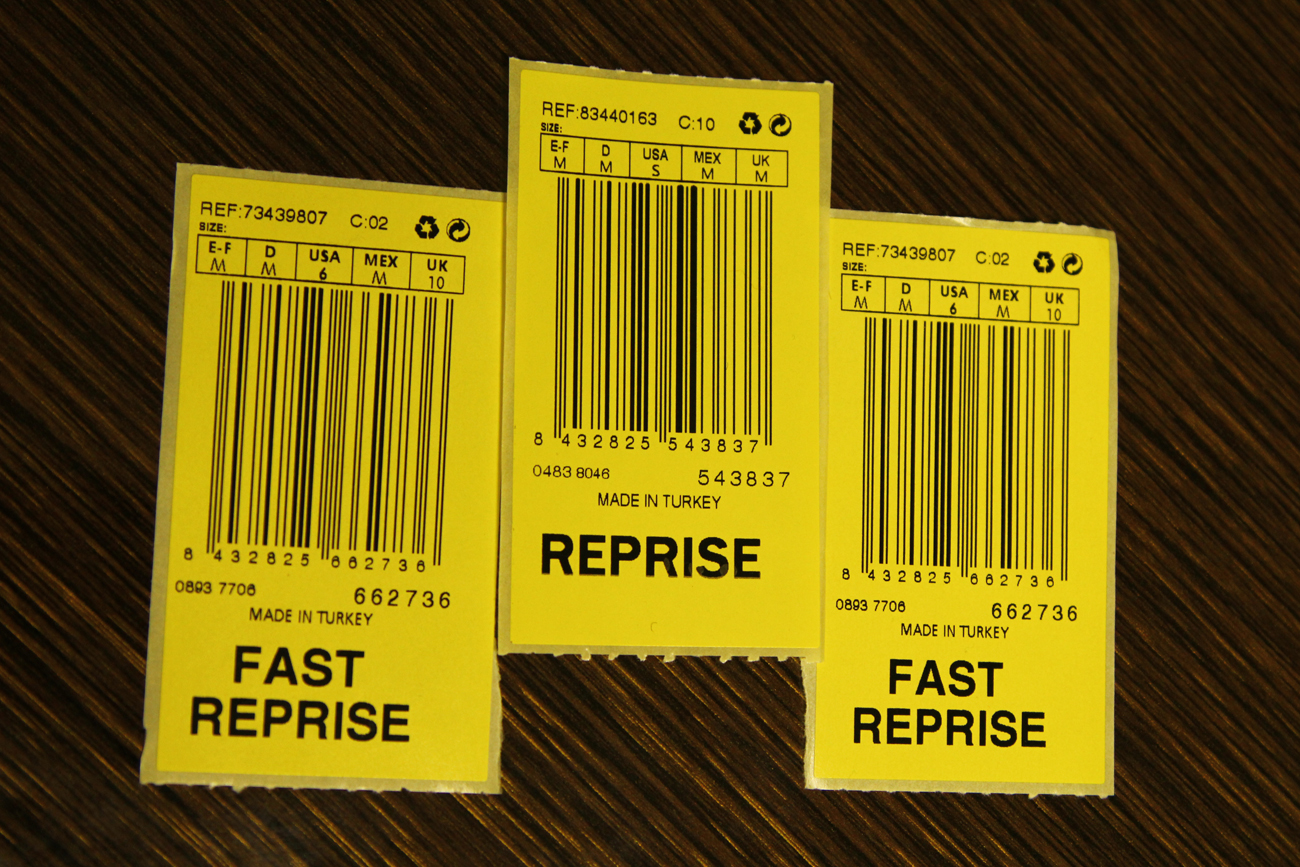 REF:73439807 C:02
SIZE:
E-F D USA MEX UK
M M 6 M 10
8 432825 662736
0893 7706 662736
MADE IN TURKEY
FAST
REPRISE
REF:83440163 C:10
SIZE:
E-F D USA MEX UK
M M S M M
8 432825 543837
0483 8046 543837
MADE IN TURKEY
REPRISE
REF:73439807 C:02
SIZE:
E-F D USA MEX UK
M M 6 M 10
8 432825 662736
0893 7706 662736
MADE IN TURKEY
FAST
REPRISE